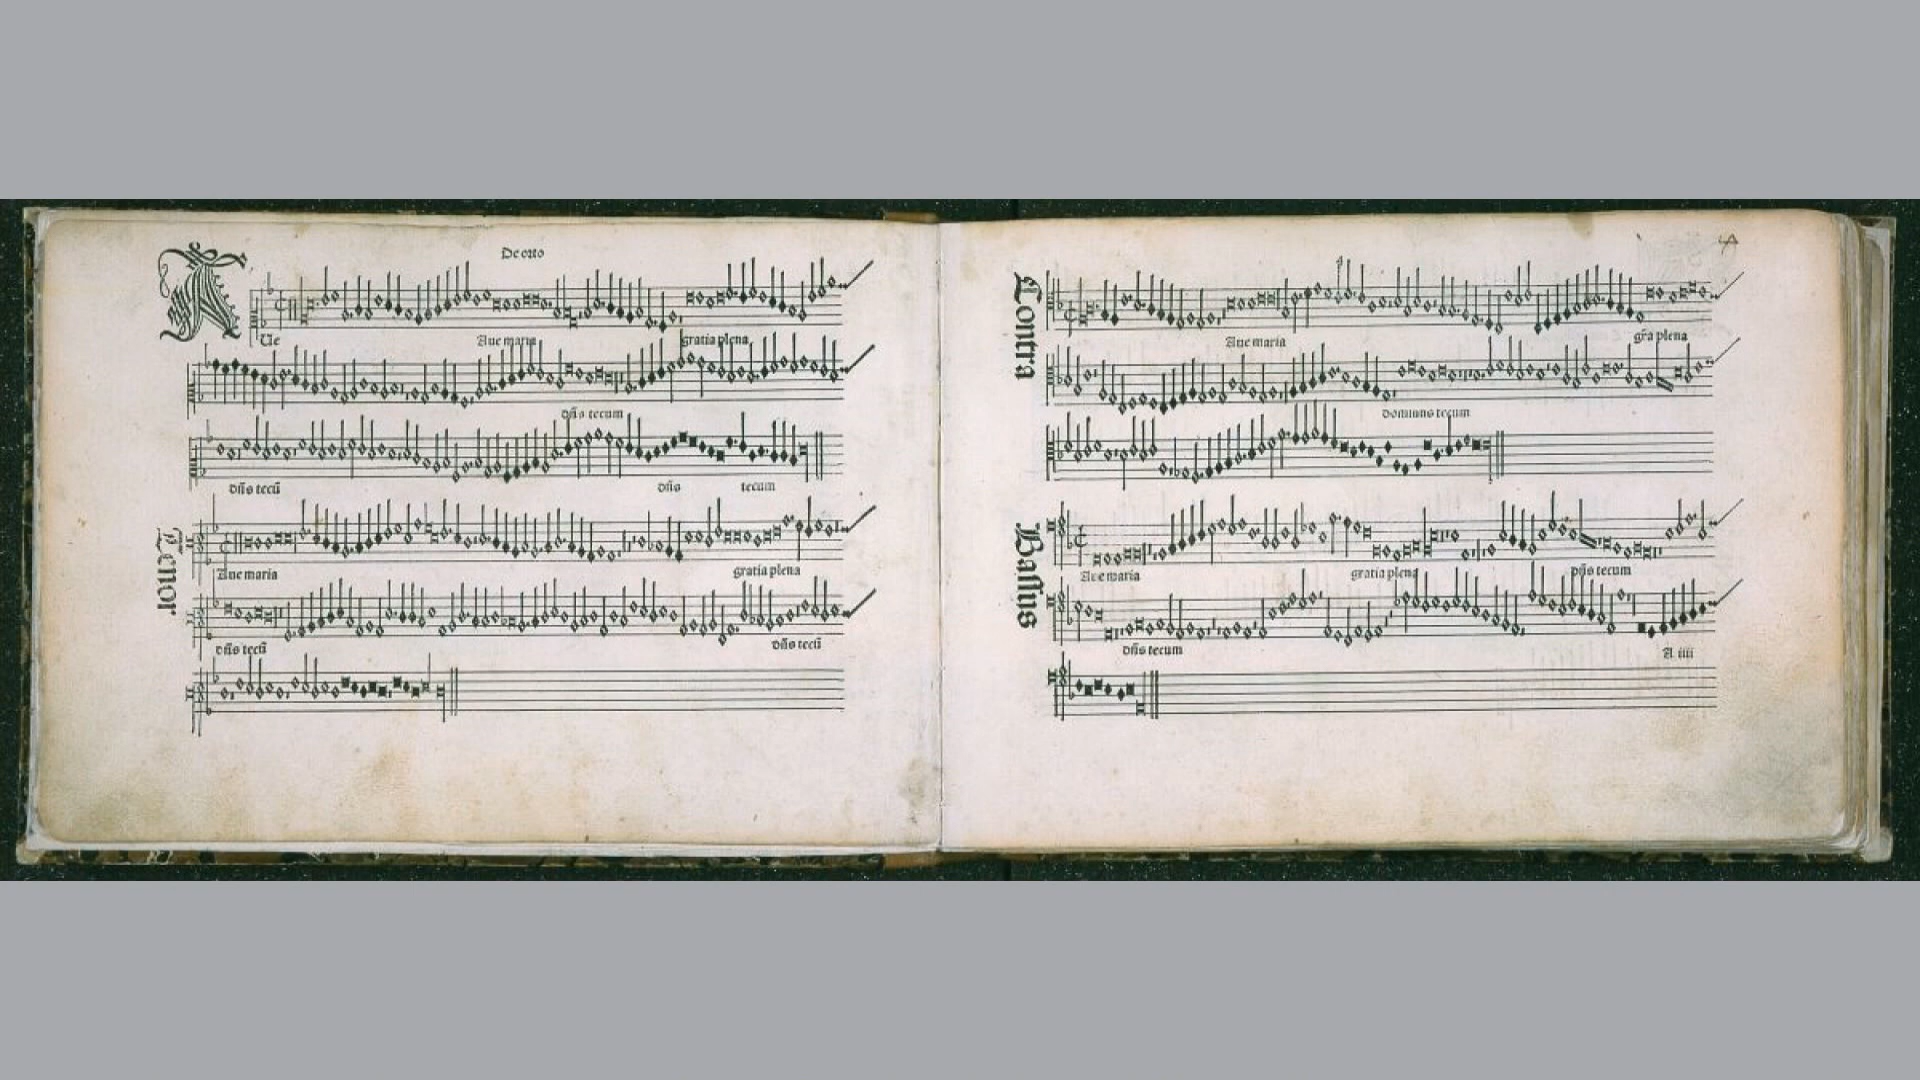 De orto
A
Ue Aue maria gratia plena
dñs tecum
dñs tecū dñs tecum
Tenor
Aue maria gratia plena
dñs tecū dñs tecū
Contra
Aue maria gr̄a plena
dominus tecum
Bassus
Aue maria gratia plena dñs tecum
dñs tecum A iiii